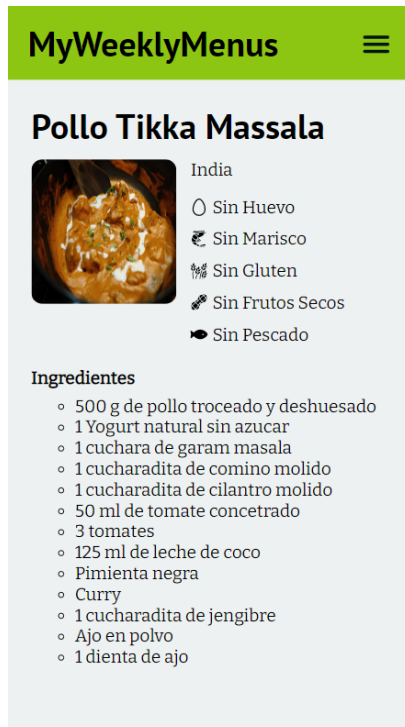 MyWeeklyMenus
Pollo Tikka Massala
India
Sin Huevo
Sin Marisco
Sin Gluten
Sin Frutos Secos
Sin Pescado
Ingredientes
500 g de pollo troceado y deshuesado
1 Yogurt natural sin azucar
1 cuchara de garam masala
1 cucharadita de comino molido
1 cucharadita de cilantro molido
50 ml de tomate concetrado
3 tomates
125 ml de leche de coco
Pimienta negra
Curry
1 cucharadita de jengibre
Ajo en polvo
1 dienta de ajo